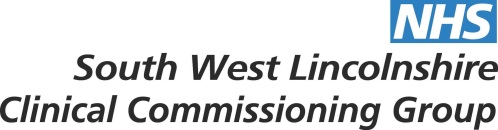 NHS
South West Lincolnshire
Clinical Commissioning Group